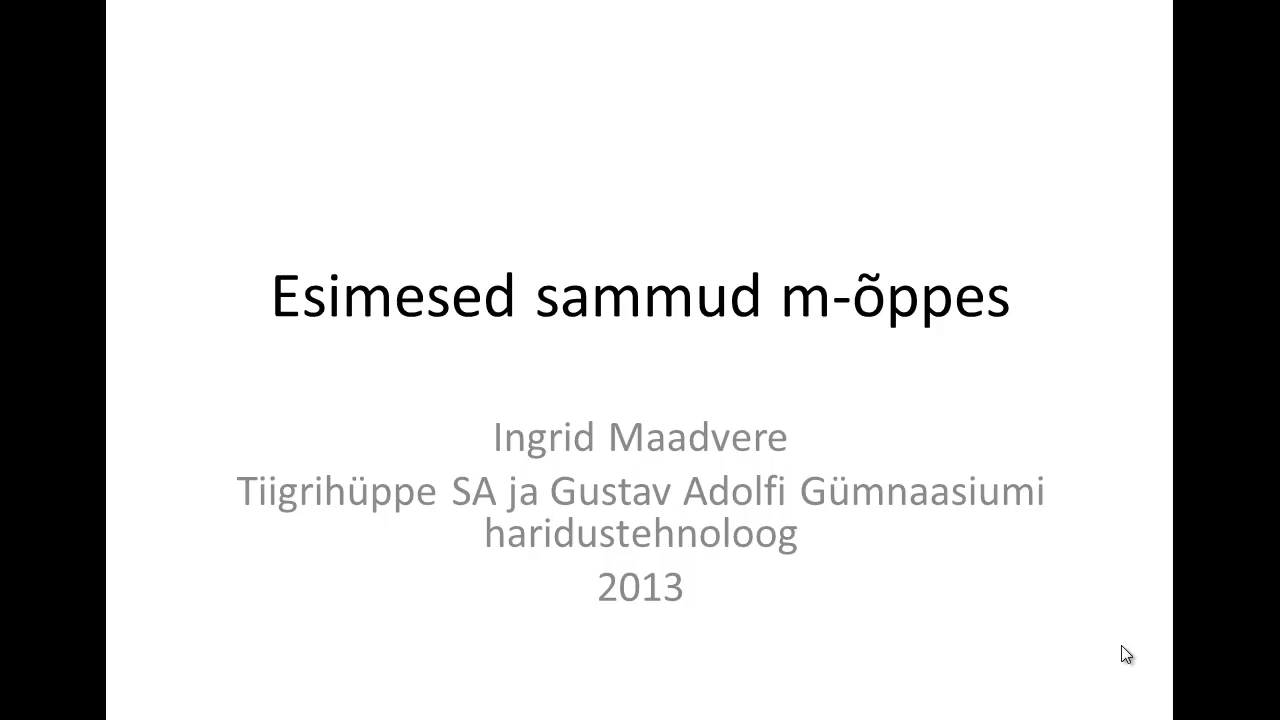 Esimesed sammud m-õppes
Ingrid Maadvere
Tiigrihüppe SA ja Gustav Adolfi Gümnaasiumi
haridustehnoloog
2013